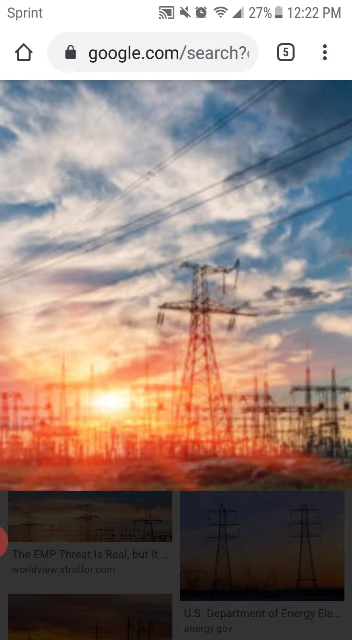 Sprint 27% 12:22 PM
google.com/search? 5
The EMP Threat Is Real, but It ...
worldview.stratfor.com
U.S. Department of Energy Ele...
energy.gov